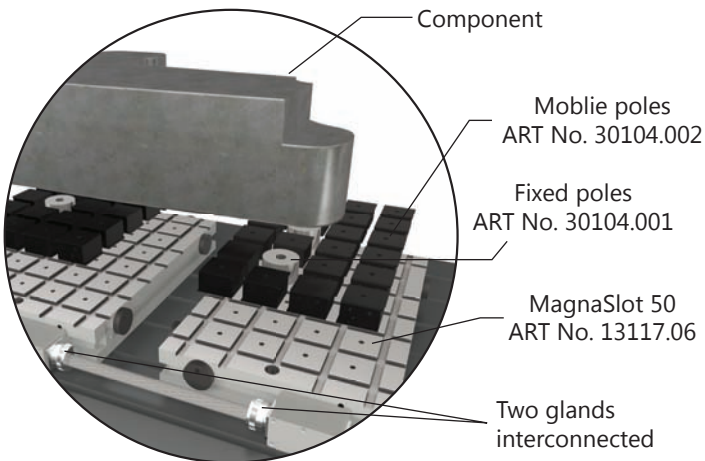 Component
Moblie poles
ART No. 30104.002
Fixed poles
ART No. 30104.001
MagnaSlot 50
ART No. 13117.06
Two glands
interconnected